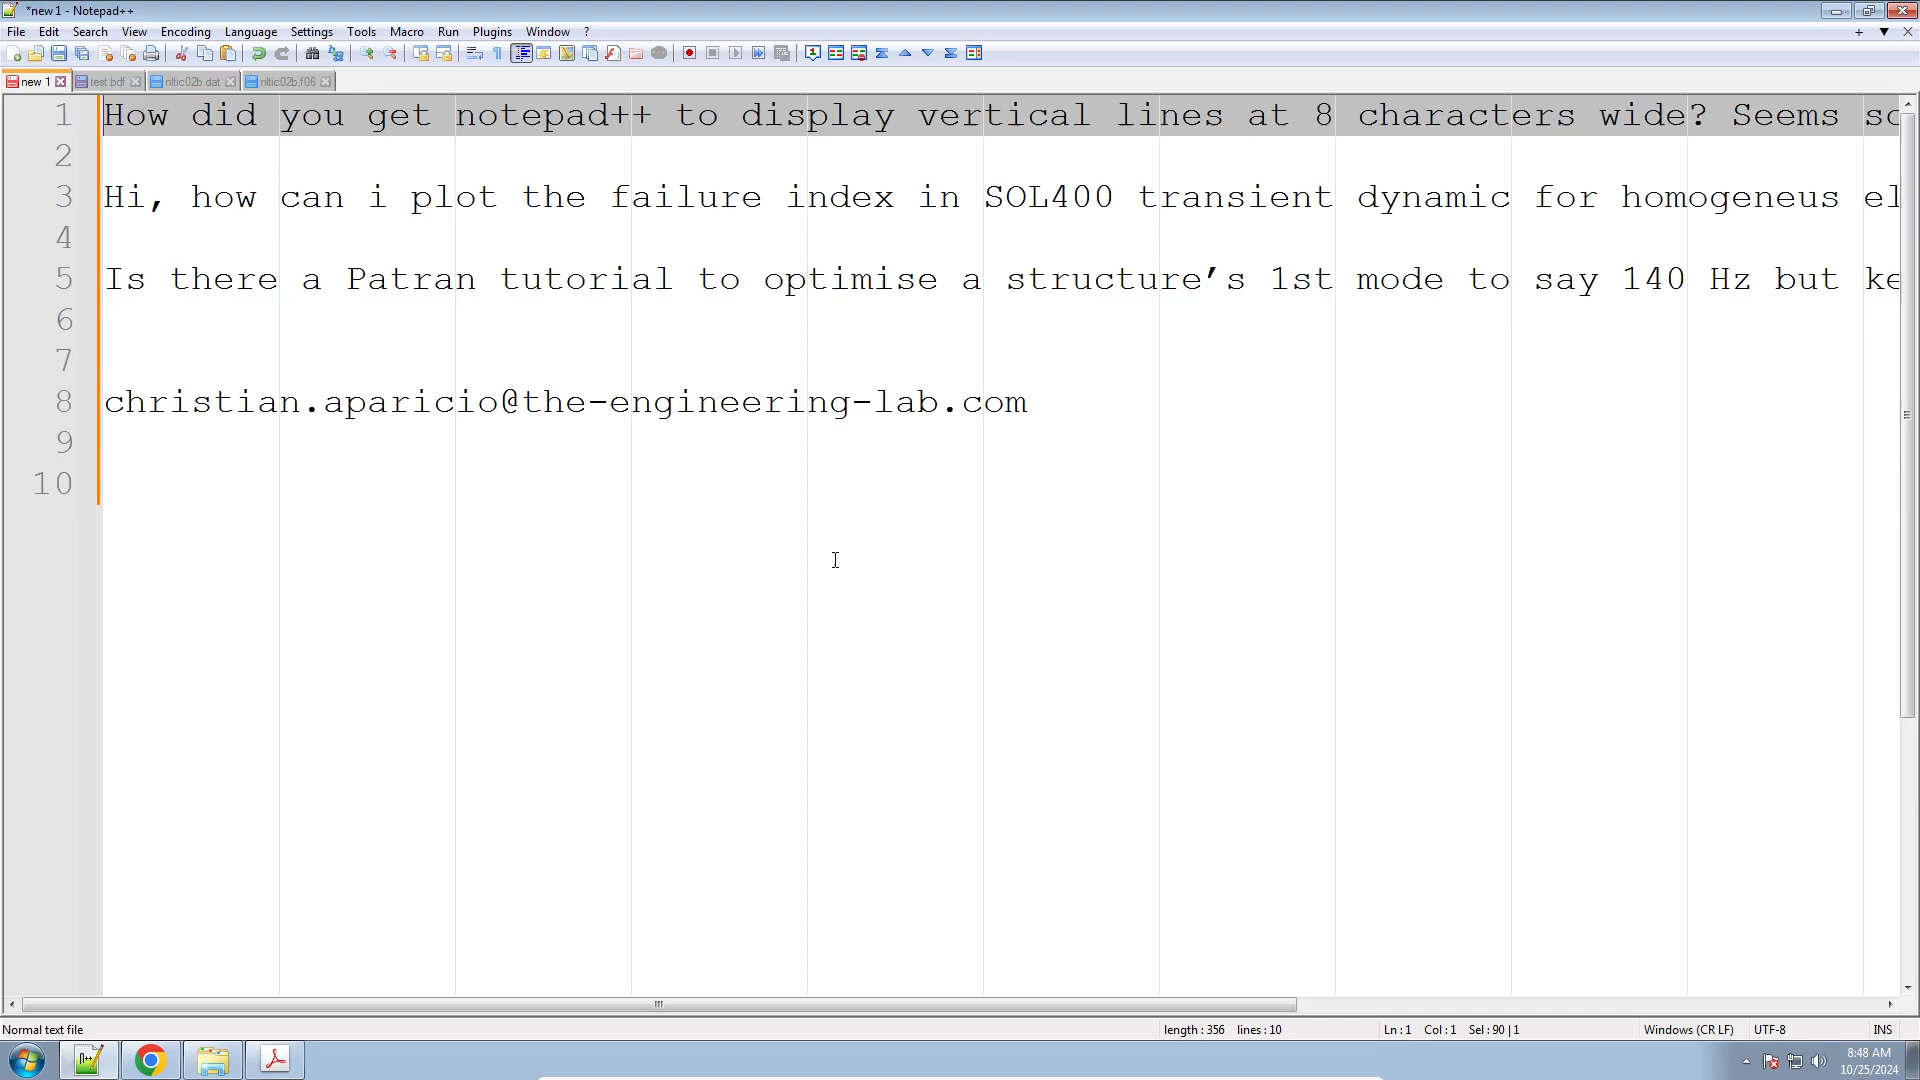 *new 1 - Notepad++
File Edit Search View Encoding Language Settings Tools Macro Run Plugins Window ?
new 1 test.bdf nltic02b.dat nltic02b.f06
1 How did you get notepad++ to display vertical lines at 8 characters wide? Seems
2
3 Hi, how can i plot the failure index in SOL400 transient dynamic for homogeneus el
4
5 Is there a Patran tutorial to optimise a structure’s 1st mode to say 140 Hz but ke
6
7
8 christian.aparicio@the-engineering-lab.com
9
10
Normal text file length : 356 lines : 10 Ln : 1 Col : 1 Sel : 90 | 1 Windows (CR LF) UTF-8 INS
8:48 AM
10/25/2024